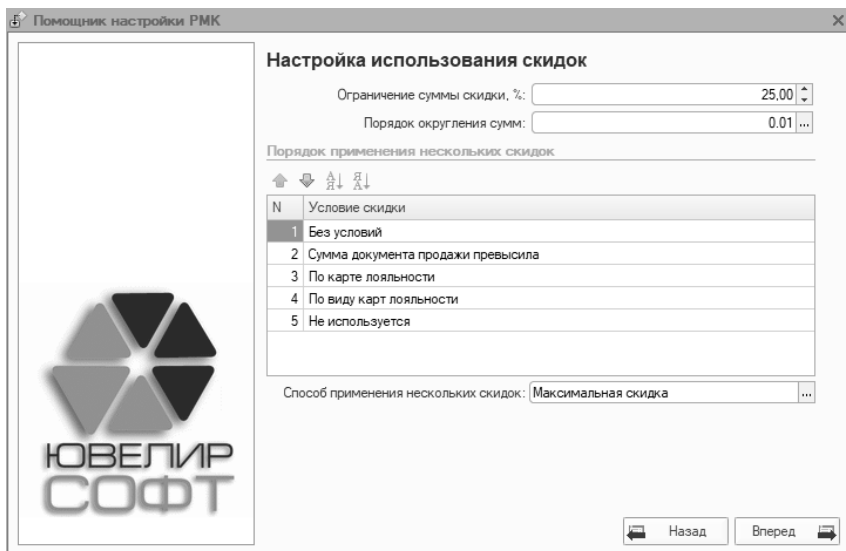 Помощник настройки РМК
Настройка использования скидок
Ограничение суммы скидки, %: 25,00
Порядок округления сумм: 0.01 ...
Порядок применения нескольких скидок
N Условие скидки
1 Без условий
2 Сумма документа продажи превысила
3 По карте лояльности
4 По виду карт лояльности
5 Не используется
Способ применения нескольких скидок: Максимальная скидка ...
ЮВЕЛИР
СОФТ
Назад Вперед